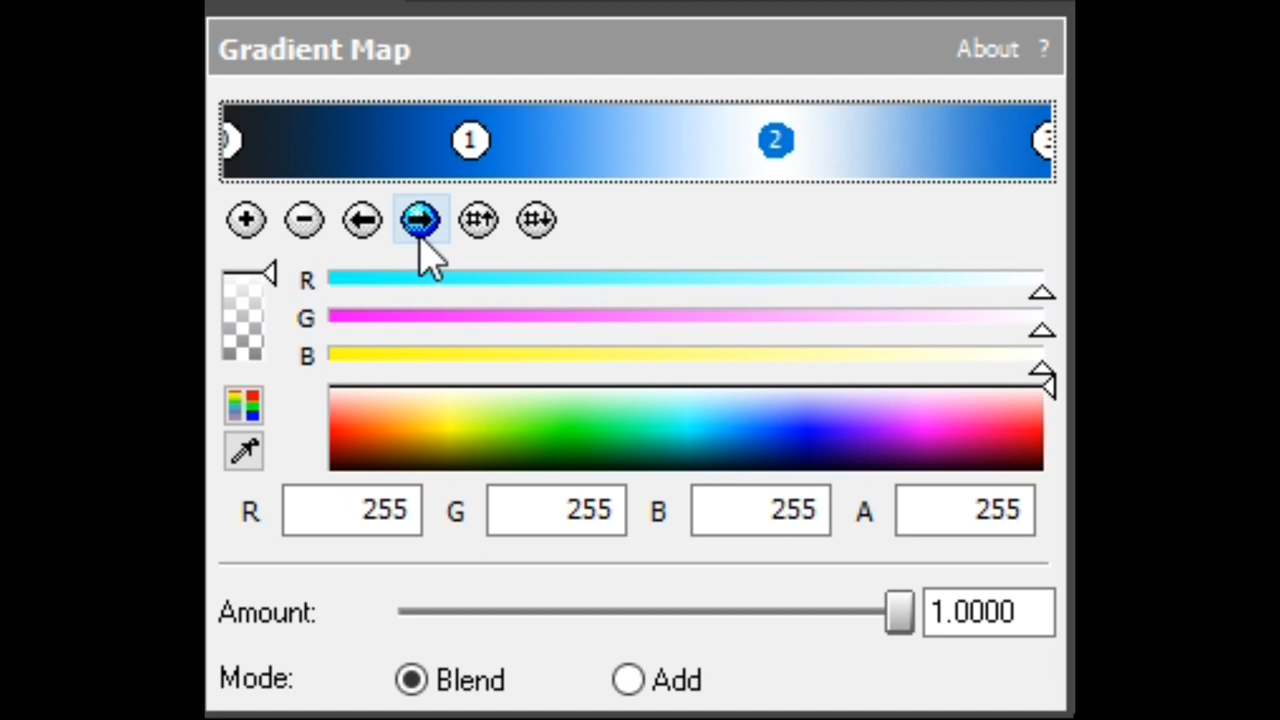 Gradient Map About ?
1 2
R
G
B
R 255 G 255 B 255 A 255
Amount: 1.0000
Mode: Blend Add